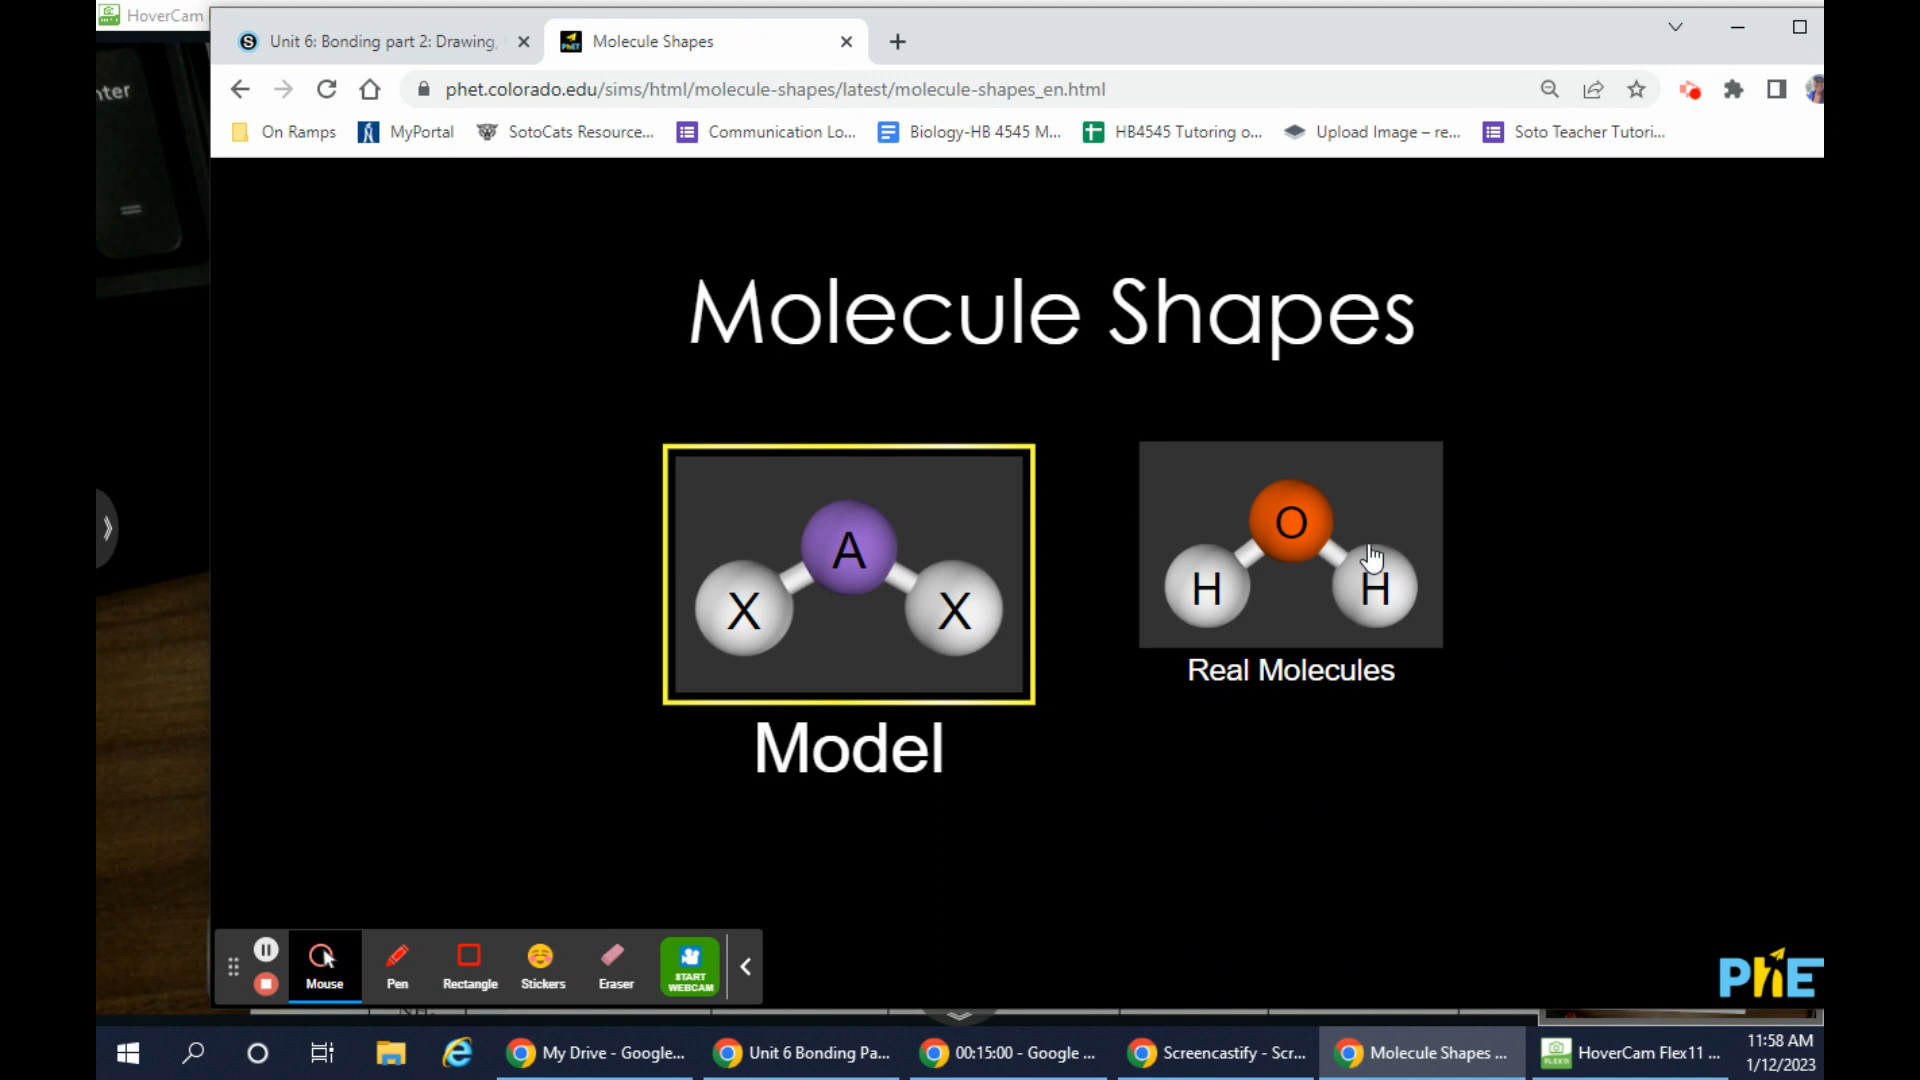 HoverCam
nter
=
Unit 6: Bonding part 2: Drawing,
Molecule Shapes
phet.colorado.edu/sims/html/molecule-shapes/latest/molecule-shapes_en.html
On Ramps
MyPortal
SotoCats Resource...
Communication Lo...
Biology-HB 4545 M...
HB4545 Tutoring o...
Upload Image – re...
Soto Teacher Tutori...
Molecule Shapes
A
X
X
Model
O
H
H
Real Molecules
Mouse
Pen
Rectangle
Stickers
Eraser
START
WEBCAM
PhE
My Drive - Google...
Unit 6 Bonding Pa...
00:15:00 - Google ...
Screencastify - Scr...
Molecule Shapes ...
HoverCam Flex11 ...
11:58 AM
1/12/2023